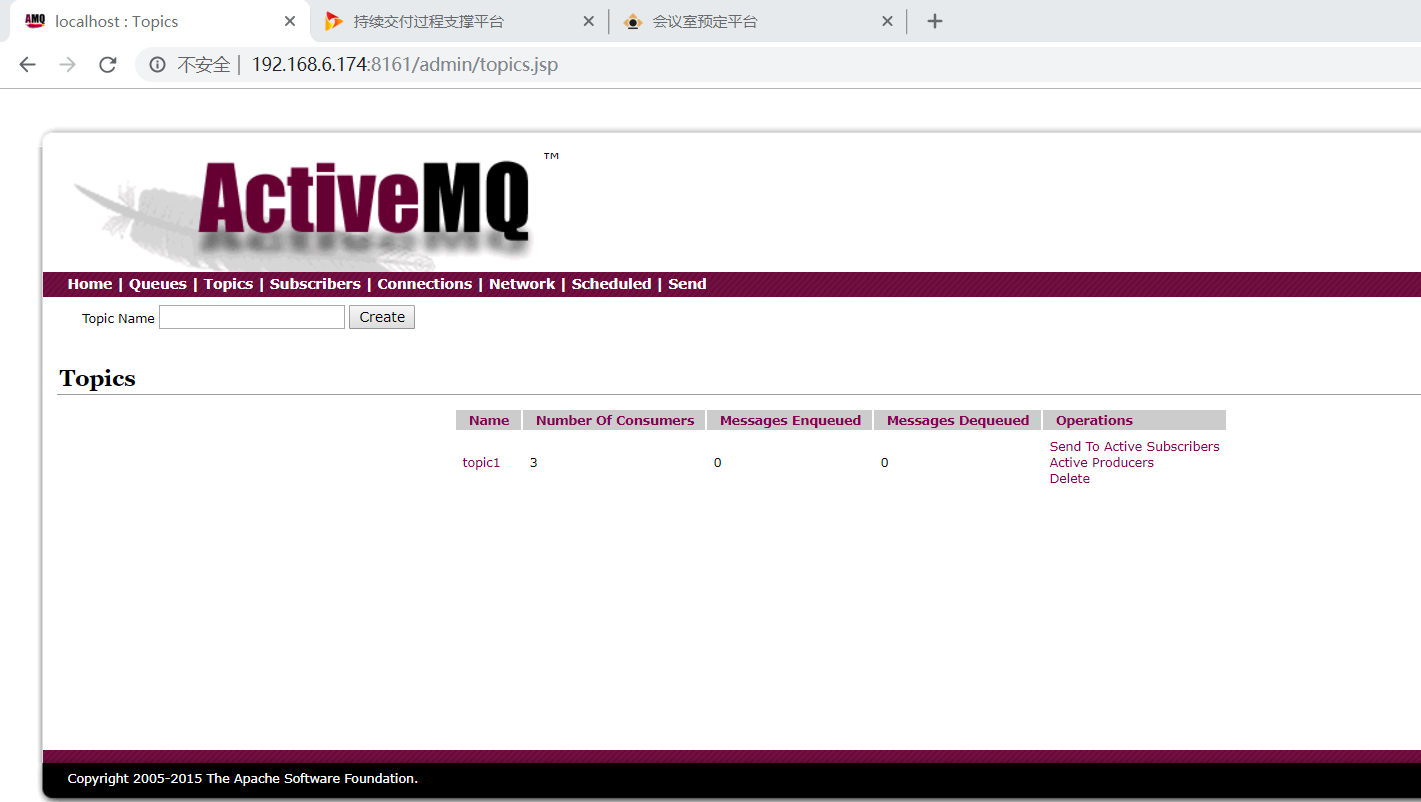 AMQ localhost : Topics 持续交付过程支撑平台 会议室预定平台
不安全 | 192.168.6.174:8161/admin/topics.jsp
ActiveMQ TM
Home | Queues | Topics | Subscribers | Connections | Network | Scheduled | Send
Topic Name Create
Topics
Name Number Of Consumers Messages Enqueued Messages Dequeued Operations
topic1 3 0 0 Send To Active Subscribers
Active Producers
Delete
Copyright 2005-2015 The Apache Software Foundation.